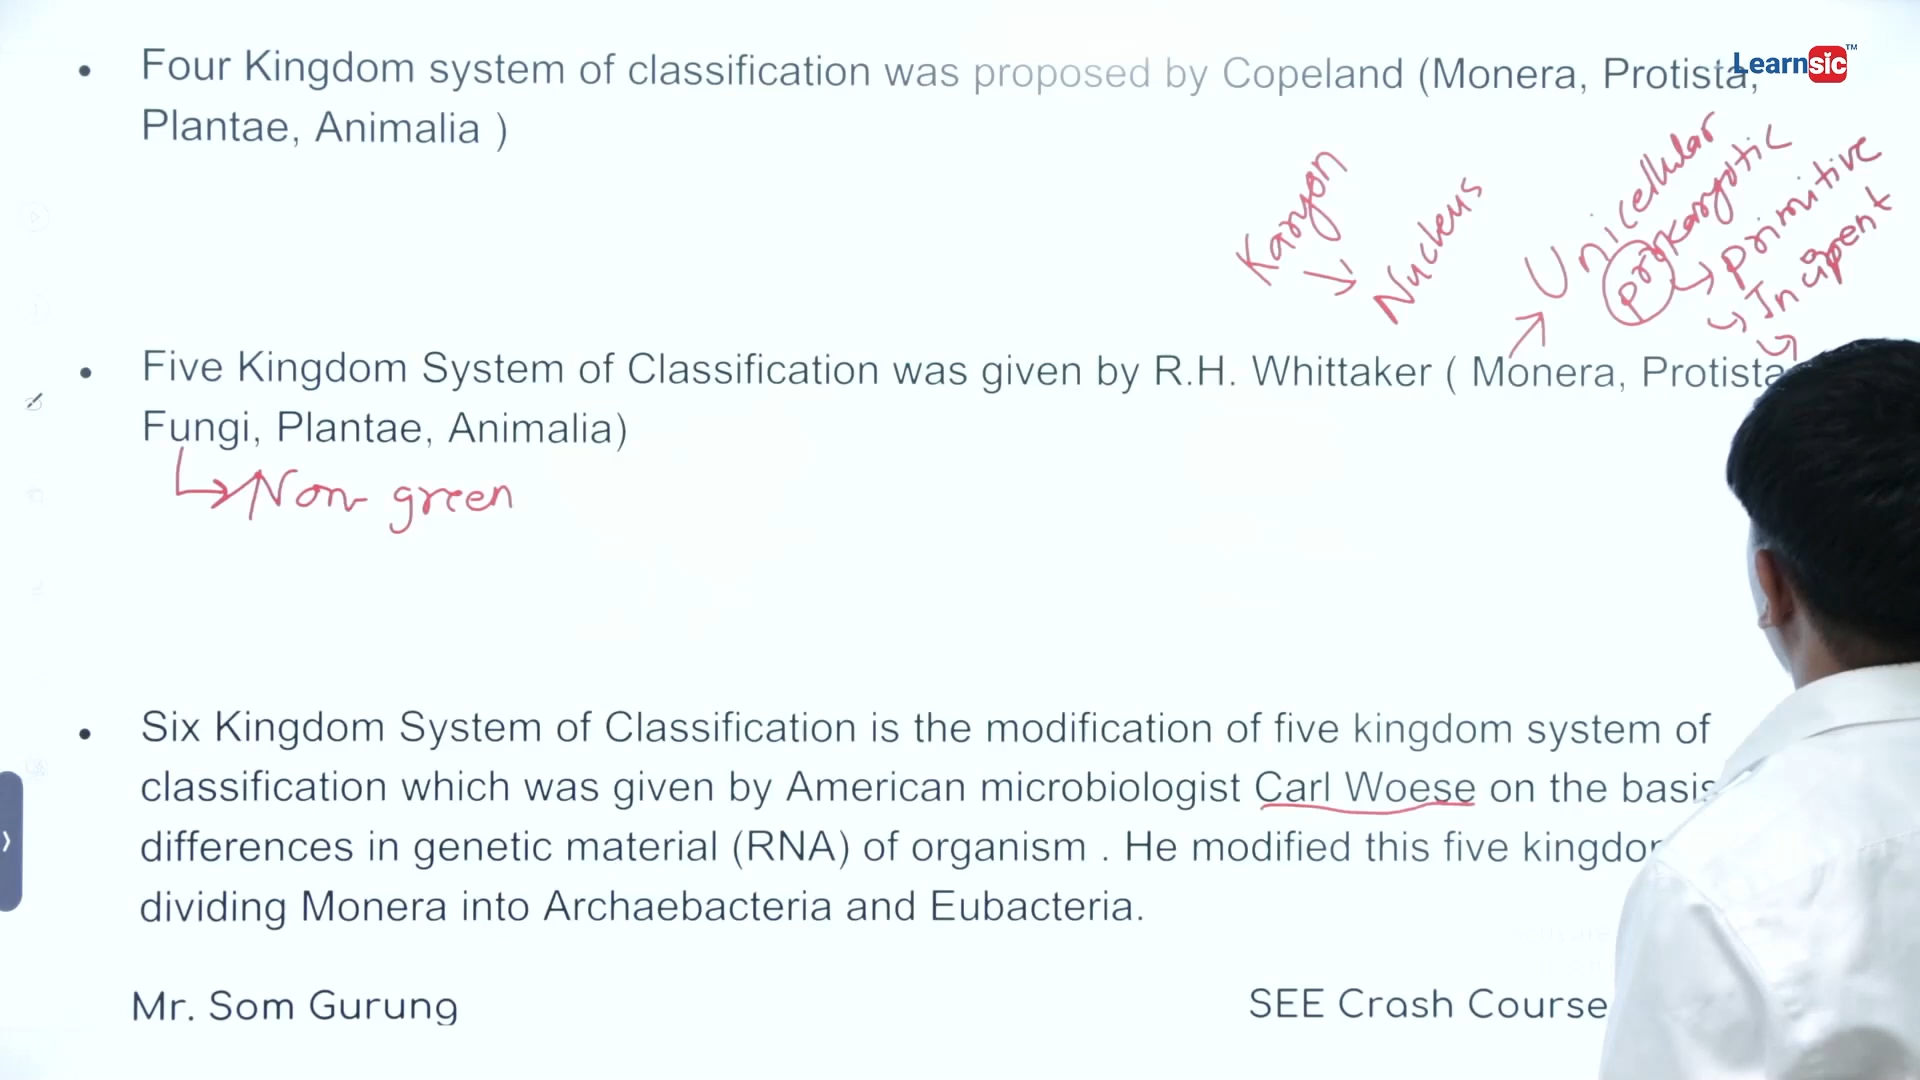 Four Kingdom system of classification was proposed by Copeland (Monera, Protista,
Plantae, Animalia )
Learnsic™
Karyon
Nucleus
Unicellular
prokaryotic
primitive
Five Kingdom System of Classification was given by R.H. Whittaker ( Monera, Protista
Fungi, Plantae, Animalia)
Non green
Six Kingdom System of Classification is the modification of five kingdom system of
classification which was given by American microbiologist Carl Woese on the basis
differences in genetic material (RNA) of organism . He modified this five kingdom
dividing Monera into Archaebacteria and Eubacteria.
Mr. Som Gurung
SEE Crash Course